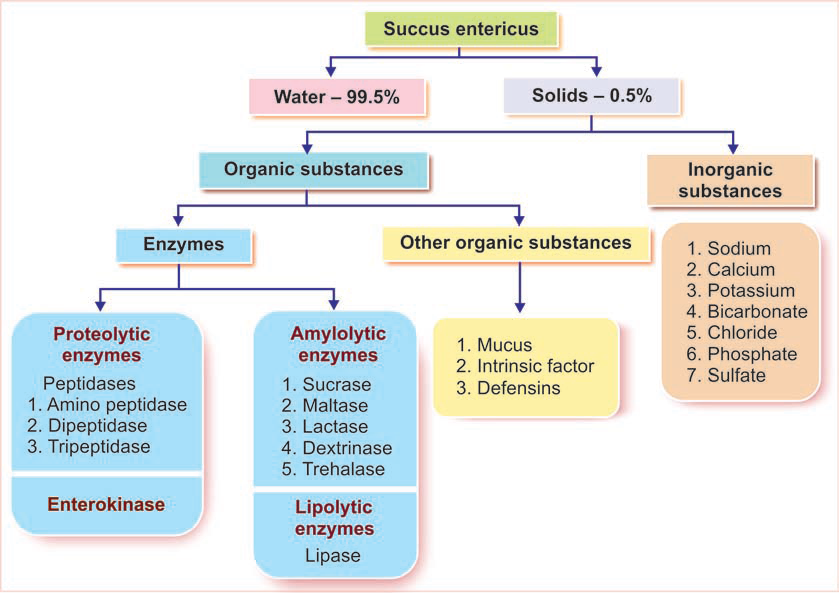 Succus entericus
Water – 99.5%
Solids – 0.5%
Organic substances
Inorganic
substances
Enzymes
Other organic substances
1. Sodium
2. Calcium
3. Potassium
4. Bicarbonate
5. Chloride
6. Phosphate
7. Sulfate
Proteolytic
enzymes
Peptidases
1. Amino peptidase
2. Dipeptidase
3. Tripeptidase
Enterokinase
Amylolytic
enzymes
1. Sucrase
2. Maltase
3. Lactase
4. Dextrinase
5. Trehalase
Lipolytic
enzymes
Lipase
1. Mucus
2. Intrinsic factor
3. Defensins